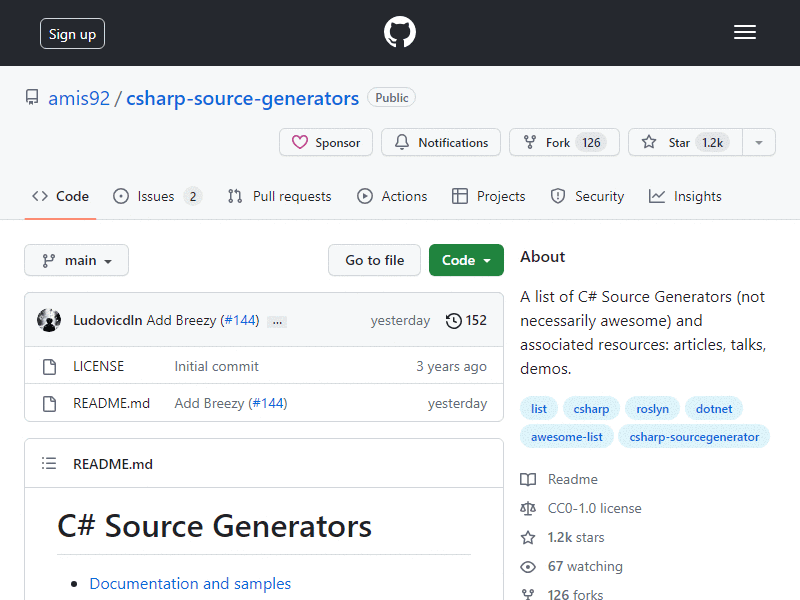 Sign up
amis92 / csharp-source-generators Public
Sponsor Notifications Fork 126 Star 1.2k
Code Issues 2 Pull requests Actions Projects Security Insights
main Go to file Code
LudovicdIn Add Breezy (#144) ... yesterday 152
LICENSE Initial commit 3 years ago
README.md Add Breezy (#144) yesterday
README.md
C# Source Generators
Documentation and samples
About
A list of C# Source Generators (not
necessarily awesome) and
associated resources: articles, talks,
demos.
list csharp roslyn dotnet
awesome-list csharp-sourcegenerator
Readme
CC0-1.0 license
1.2k stars
67 watching
126 forks